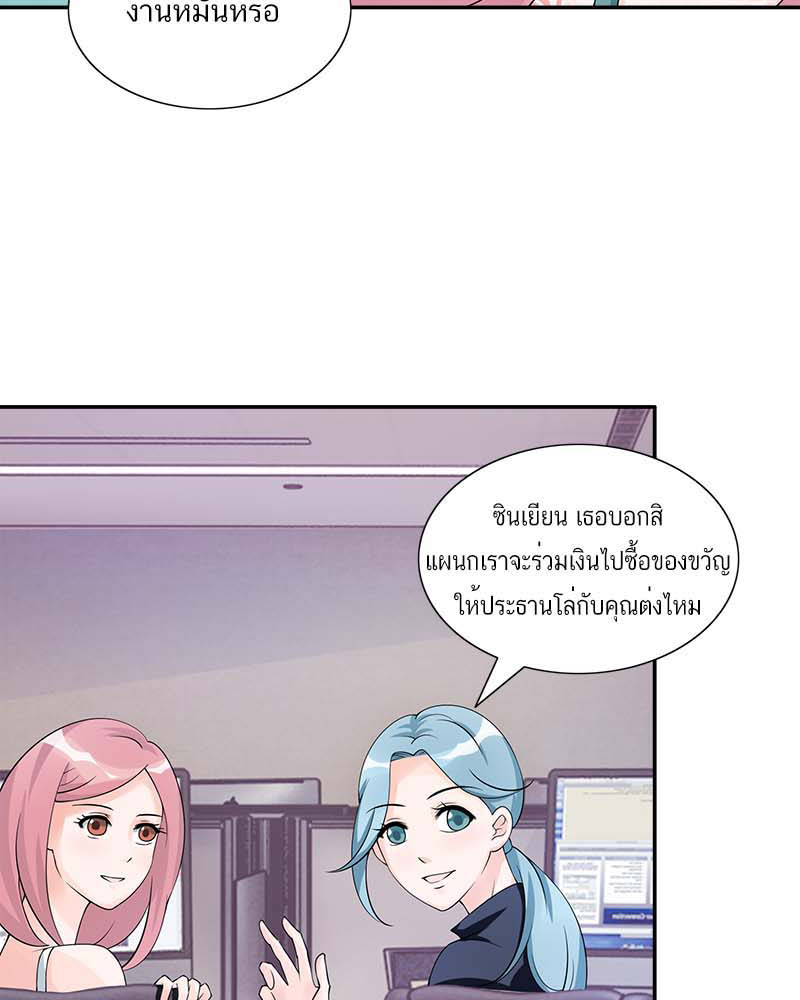 งานหมั้นหรอ
ซินเยียน เธอบอกสิ
แผนกเราจะร่วมเงินไปซื้อของขวัญ
ให้ประธานโล่กับคุณต่งไหม